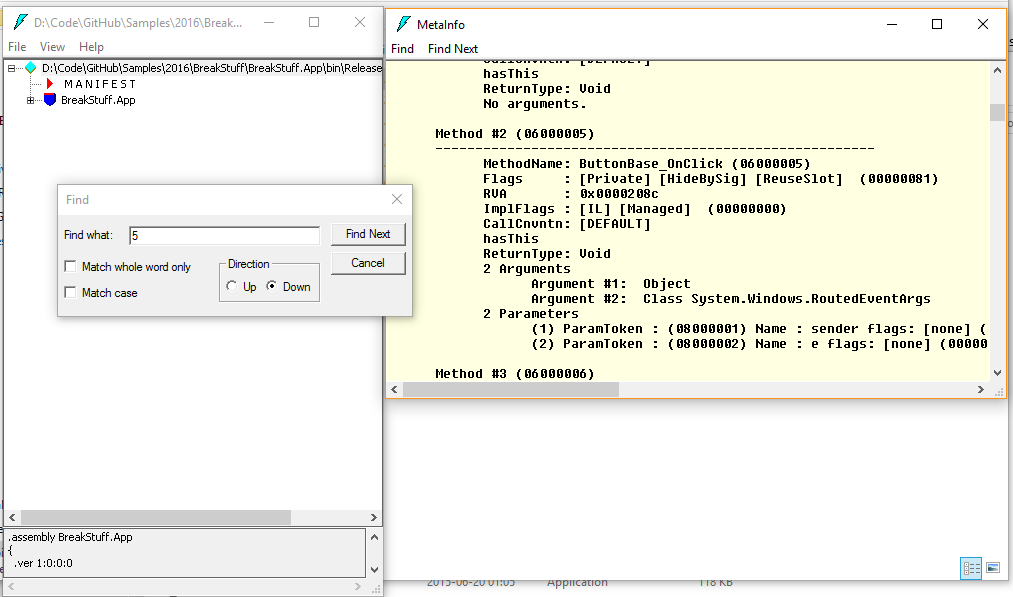 D:\Code\GitHub\Samples\2016\Break...
File View Help
D:\Code\GitHub\Samples\2016\BreakStuff\BreakStuff.App\bin\Release
MANIFEST
BreakStuff.App
Find
Find what: 5
Find Next
Match whole word only
Match case
Direction
Up Down
Cancel
.assembly BreakStuff.App
{
.ver 1:0:0:0
MetaInfo
Find Find Next
CallCnvntn: [DEFAULT]
hasThis
ReturnType: Void
No arguments.
Method #2 (06000005)
-------------------------------------------------------
MethodName: ButtonBase_OnClick (06000005)
Flags : [Private] [HideBySig] [ReuseSlot] (00000081)
RVA : 0x0000208c
ImplFlags : [IL] [Managed] (00000000)
CallCnvntn: [DEFAULT]
hasThis
ReturnType: Void
2 Arguments
Argument #1: Object
Argument #2: Class System.Windows.RoutedEventArgs
2 Parameters
(1) ParamToken : (08000001) Name : sender flags: [none] (
(2) ParamToken : (08000002) Name : e flags: [none] (00000
Method #3 (06000006)
2015-06-20 01:05 Application 118 KB